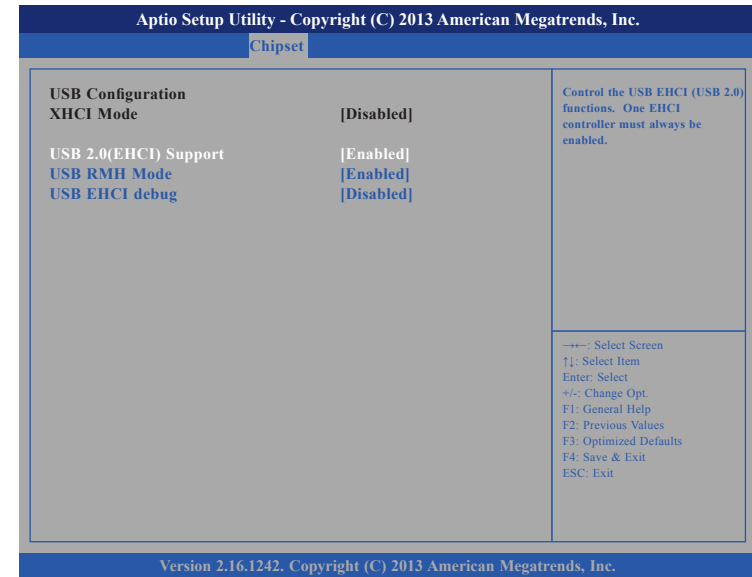 Aptio Setup Utility - Copyright (C) 2013 American Megatrends, Inc.
Chipset
USB Configuration
XHCI Mode [Disabled]
USB 2.0(EHCI) Support [Enabled]
USB RMH Mode [Enabled]
USB EHCI debug [Disabled]
Control the USB EHCI (USB 2.0)
functions. One EHCI
controller must always be
enabled.
→←: Select Screen
↑↓: Select Item
Enter: Select
+/-: Change Opt.
F1: General Help
F2: Previous Values
F3: Optimized Defaults
F4: Save & Exit
ESC: Exit
Version 2.16.1242. Copyright (C) 2013 American Megatrends, Inc.